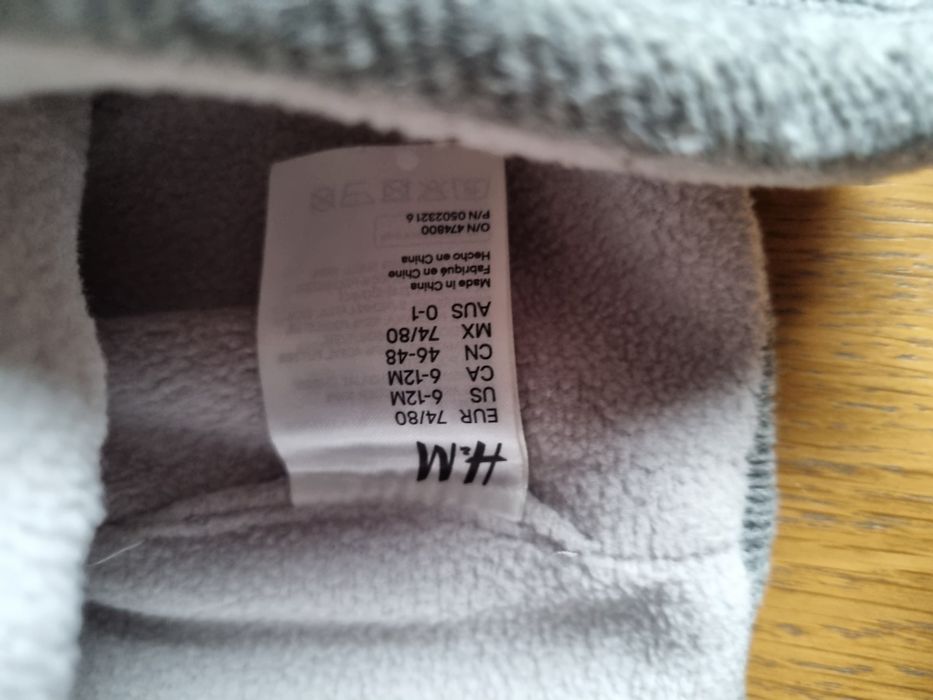 H&M
EUR 74/80
US 6-12M
CA 6-12M
CN 46-48
MX 74/80
AUS 0-1
Made in China
Fabriqué en Chine
Hecho en China
O/N 474800
P/N 0502321 6